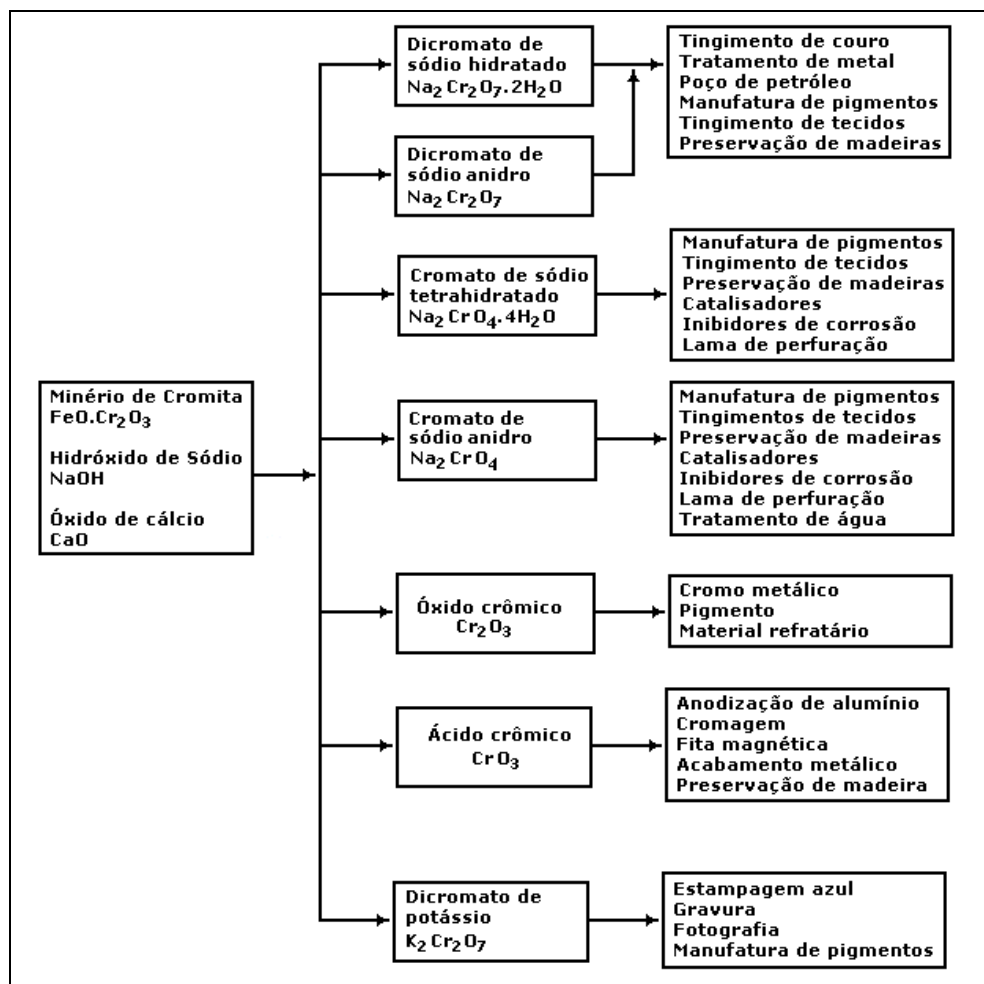 Dicromato de
sódio hidratado
Na2Cr2O7.2H2O
Tingimento de couro
Tratamento de metal
Poço de petróleo
Manufatura de pigmentos
Tingimento de tecidos
Preservação de madeiras
Dicromato de
sódio anidro
Na2Cr2O7
Cromato de sódio
tetrahidratado
Na2CrO4.4H2O
Manufatura de pigmentos
Tingimento de tecidos
Preservação de madeiras
Catalisadores
Inibidores de corrosão
Lama de perfuração
Minério de Cromita
FeO.Cr2O3
Hidróxido de Sódio
NaOH
Óxido de cálcio
CaO
Cromato de
sódio anidro
Na2CrO4
Manufatura de pigmentos
Tingimentos de tecidos
Preservação de madeiras
Catalisadores
Inibidores de corrosão
Lama de perfuração
Tratamento de água
Óxido crômico
Cr2O3
Cromo metálico
Pigmento
Material refratário
Ácido crômico
CrO3
Anodização de alumínio
Cromagem
Fita magnética
Acabamento metálico
Preservação de madeira
Dicromato de
potássio
K2Cr2O7
Estampagem azul
Gravura
Fotografia
Manufatura de pigmentos